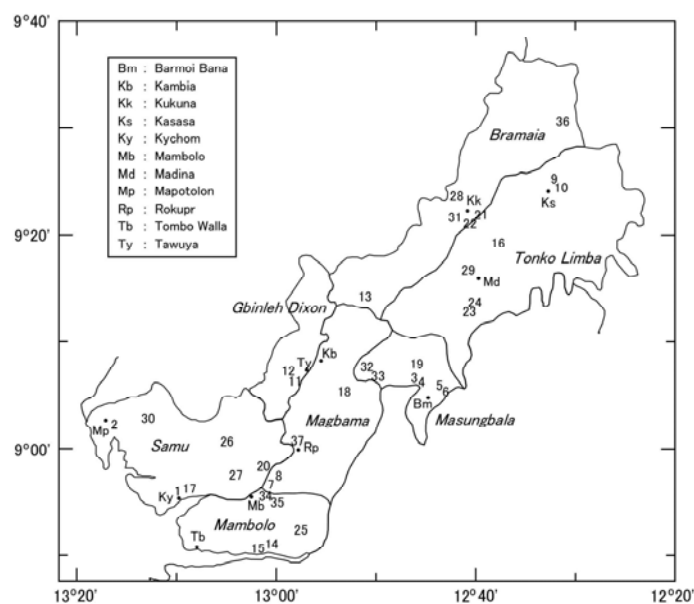 9°40'
Bm : Barmoi Bana
Kb : Kambia
Kk : Kukuna
Ks : Kasasa
Ky : Kychom
Mb : Mambolo
Md : Madina
Mp : Mapotolon
Rp : Rokupr
Tb : Tombo Walla
Ty : Tawuya
36
Bramaia
9°30'
9
10
Ks
28 Kk
31 21
22
9°20'
16
Tonko Limba
29 Md
Gbinleh Dixon
13
24
23
Ty Kb
12
11
32
33
19
3 4
5
6
18
Bm
Magbama
Masungbala
30
Mp 2
Samu
26
37
Rp
9°00'
27
20
8
7
Ky 1 17
Mb 34
35
Mambolo
25
Tb
15 14
13°20' 13°00' 12°40' 12°20'